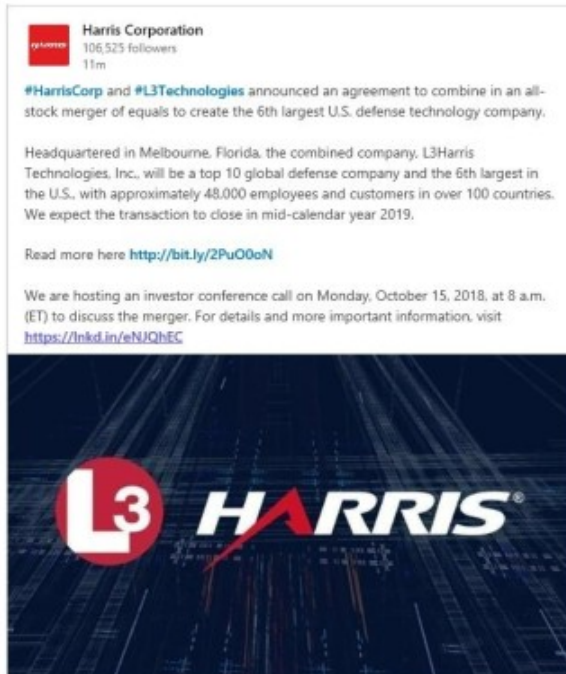 Harris Corporation
106,525 followers
11m
#HarrisCorp and #L3Technologies announced an agreement to combine in an all-
stock merger of equals to create the 6th largest U.S. defense technology company.
Headquartered in Melbourne, Florida, the combined company, L3Harris
Technologies, Inc., will be a top 10 global defense company and the 6th largest in
the U.S., with approximately 48,000 employees and customers in over 100 countries.
We expect the transaction to close in mid-calendar year 2019.
Read more here http://bit.ly/2PuO0oN
We are hosting an investor conference call on Monday, October 15, 2018, at 8 a.m.
(ET) to discuss the merger. For details and more important information, visit
https://lnkd.in/eNJQhEC
L3 HARRIS®